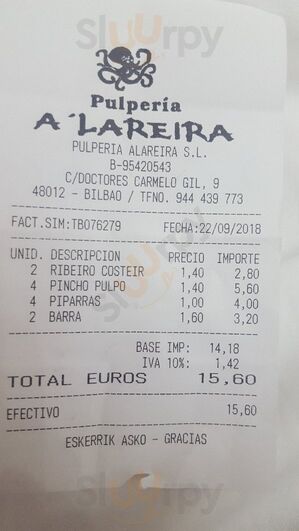 Sluurpy
Pulpería
A'LAREIRA
PULPERIA ALAREIRA S.L.
B-95420543
C/DOCTORES CARMELO GIL, 9
48012 - BILBAO / TFNO. 944 439 773
FACT.SIM:TB076279 FECHA:22/09/2018
UNID. DESCRIPCION PRECIO IMPORTE
2 RIBEIRO COSTEIR 1,40 2,80
4 PINCHO PULPO 1,40 5,60
4 PIPARRAS 1,00 4,00
2 BARRA 1,60 3,20
BASE IMP: 14,18
IVA 10%: 1,42
TOTAL EUROS 15,60
EFECTIVO 15,60
ESKERRIK ASKO - GRACIAS
Sluurpy